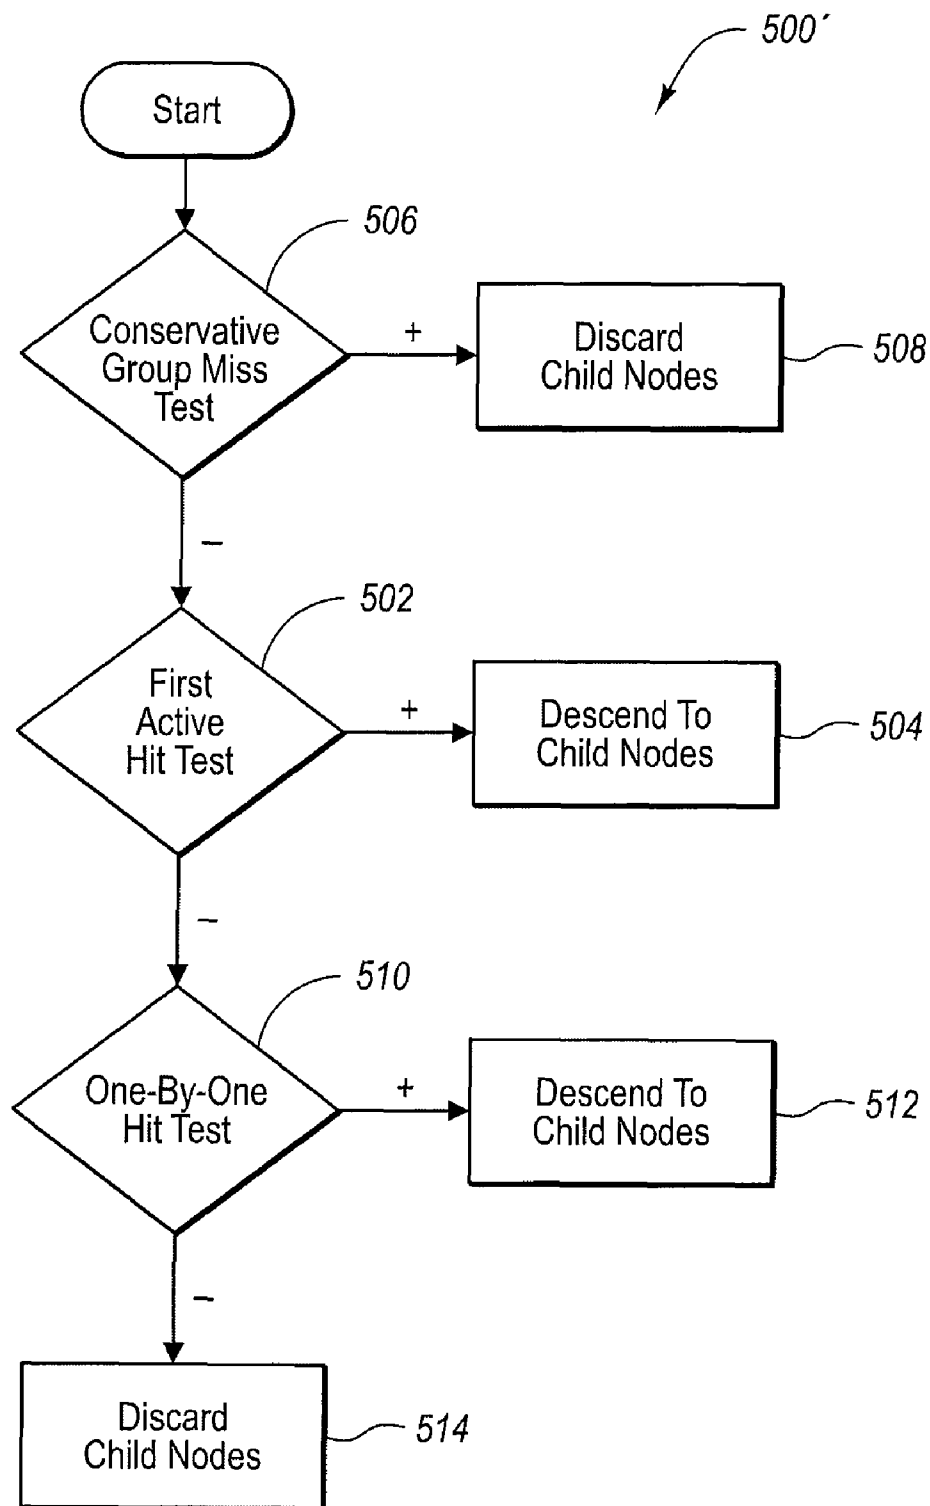 500´
Start
506
Conservative
Group Miss
Test
+
Discard
Child Nodes
508
–
502
First
Active
Hit Test
+
Descend To
Child Nodes
504
–
510
One-By-One
Hit Test
+
Descend To
Child Nodes
512
–
Discard
Child Nodes
514